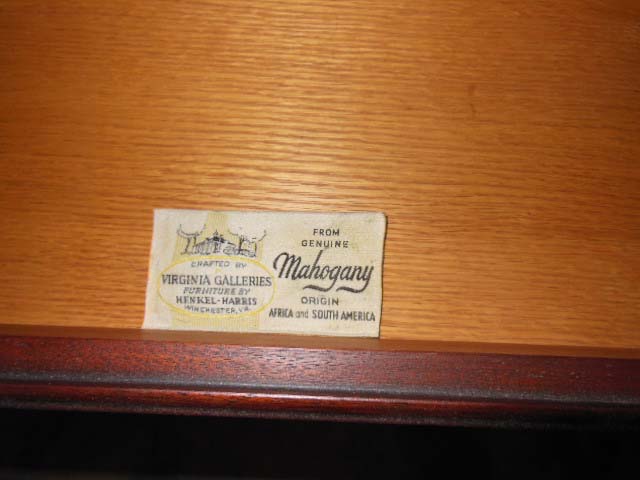 CRAFTED BY
VIRGINIA GALLERIES
FURNITURE BY
HENKEL-HARRIS
WINCHESTER, VA.
FROM
GENUINE
Mahogany
ORIGIN
AFRICA and SOUTH AMERICA